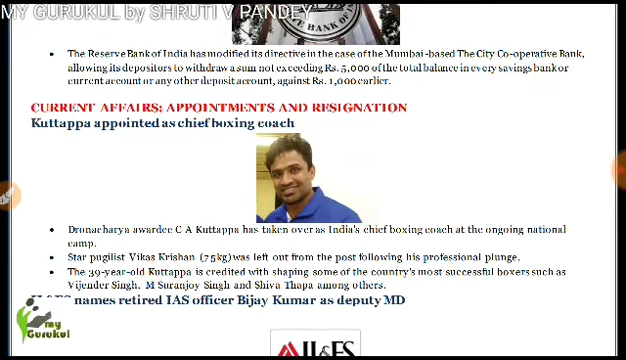 MY GURUKUL by SHRUTI V PANDEY
BANK OF
The Reserve Bank of India has modified its directive in the case of the Mumbai-based The City Co-operative Bank,
allowing its depositors to withdraw a sum not exceeding Rs. 5,000 of the total balance in every savings bank or
current account or any other deposit account, against Rs. 1,000 earlier.
CURRENT AFFAIRS: APPOINTMENTS AND RESIGNATION
Kuttappa appointed as chief boxing coach
Dronacharya awardee C A Kuttappa has taken over as India's chief boxing coach at the ongoing national
camp.
Star pugilist Vikas Krishan (75kg) was left out from the post following his professional plunge.
The 39-year-old Kuttappa is credited with shaping some of the country's most successful boxers such as
Vijender Singh, M Suranjoy Singh and Shiva Thapa among others.
IL&FS names retired IAS officer Bijay Kumar as deputy MD
my
Gurukul
IL&FS